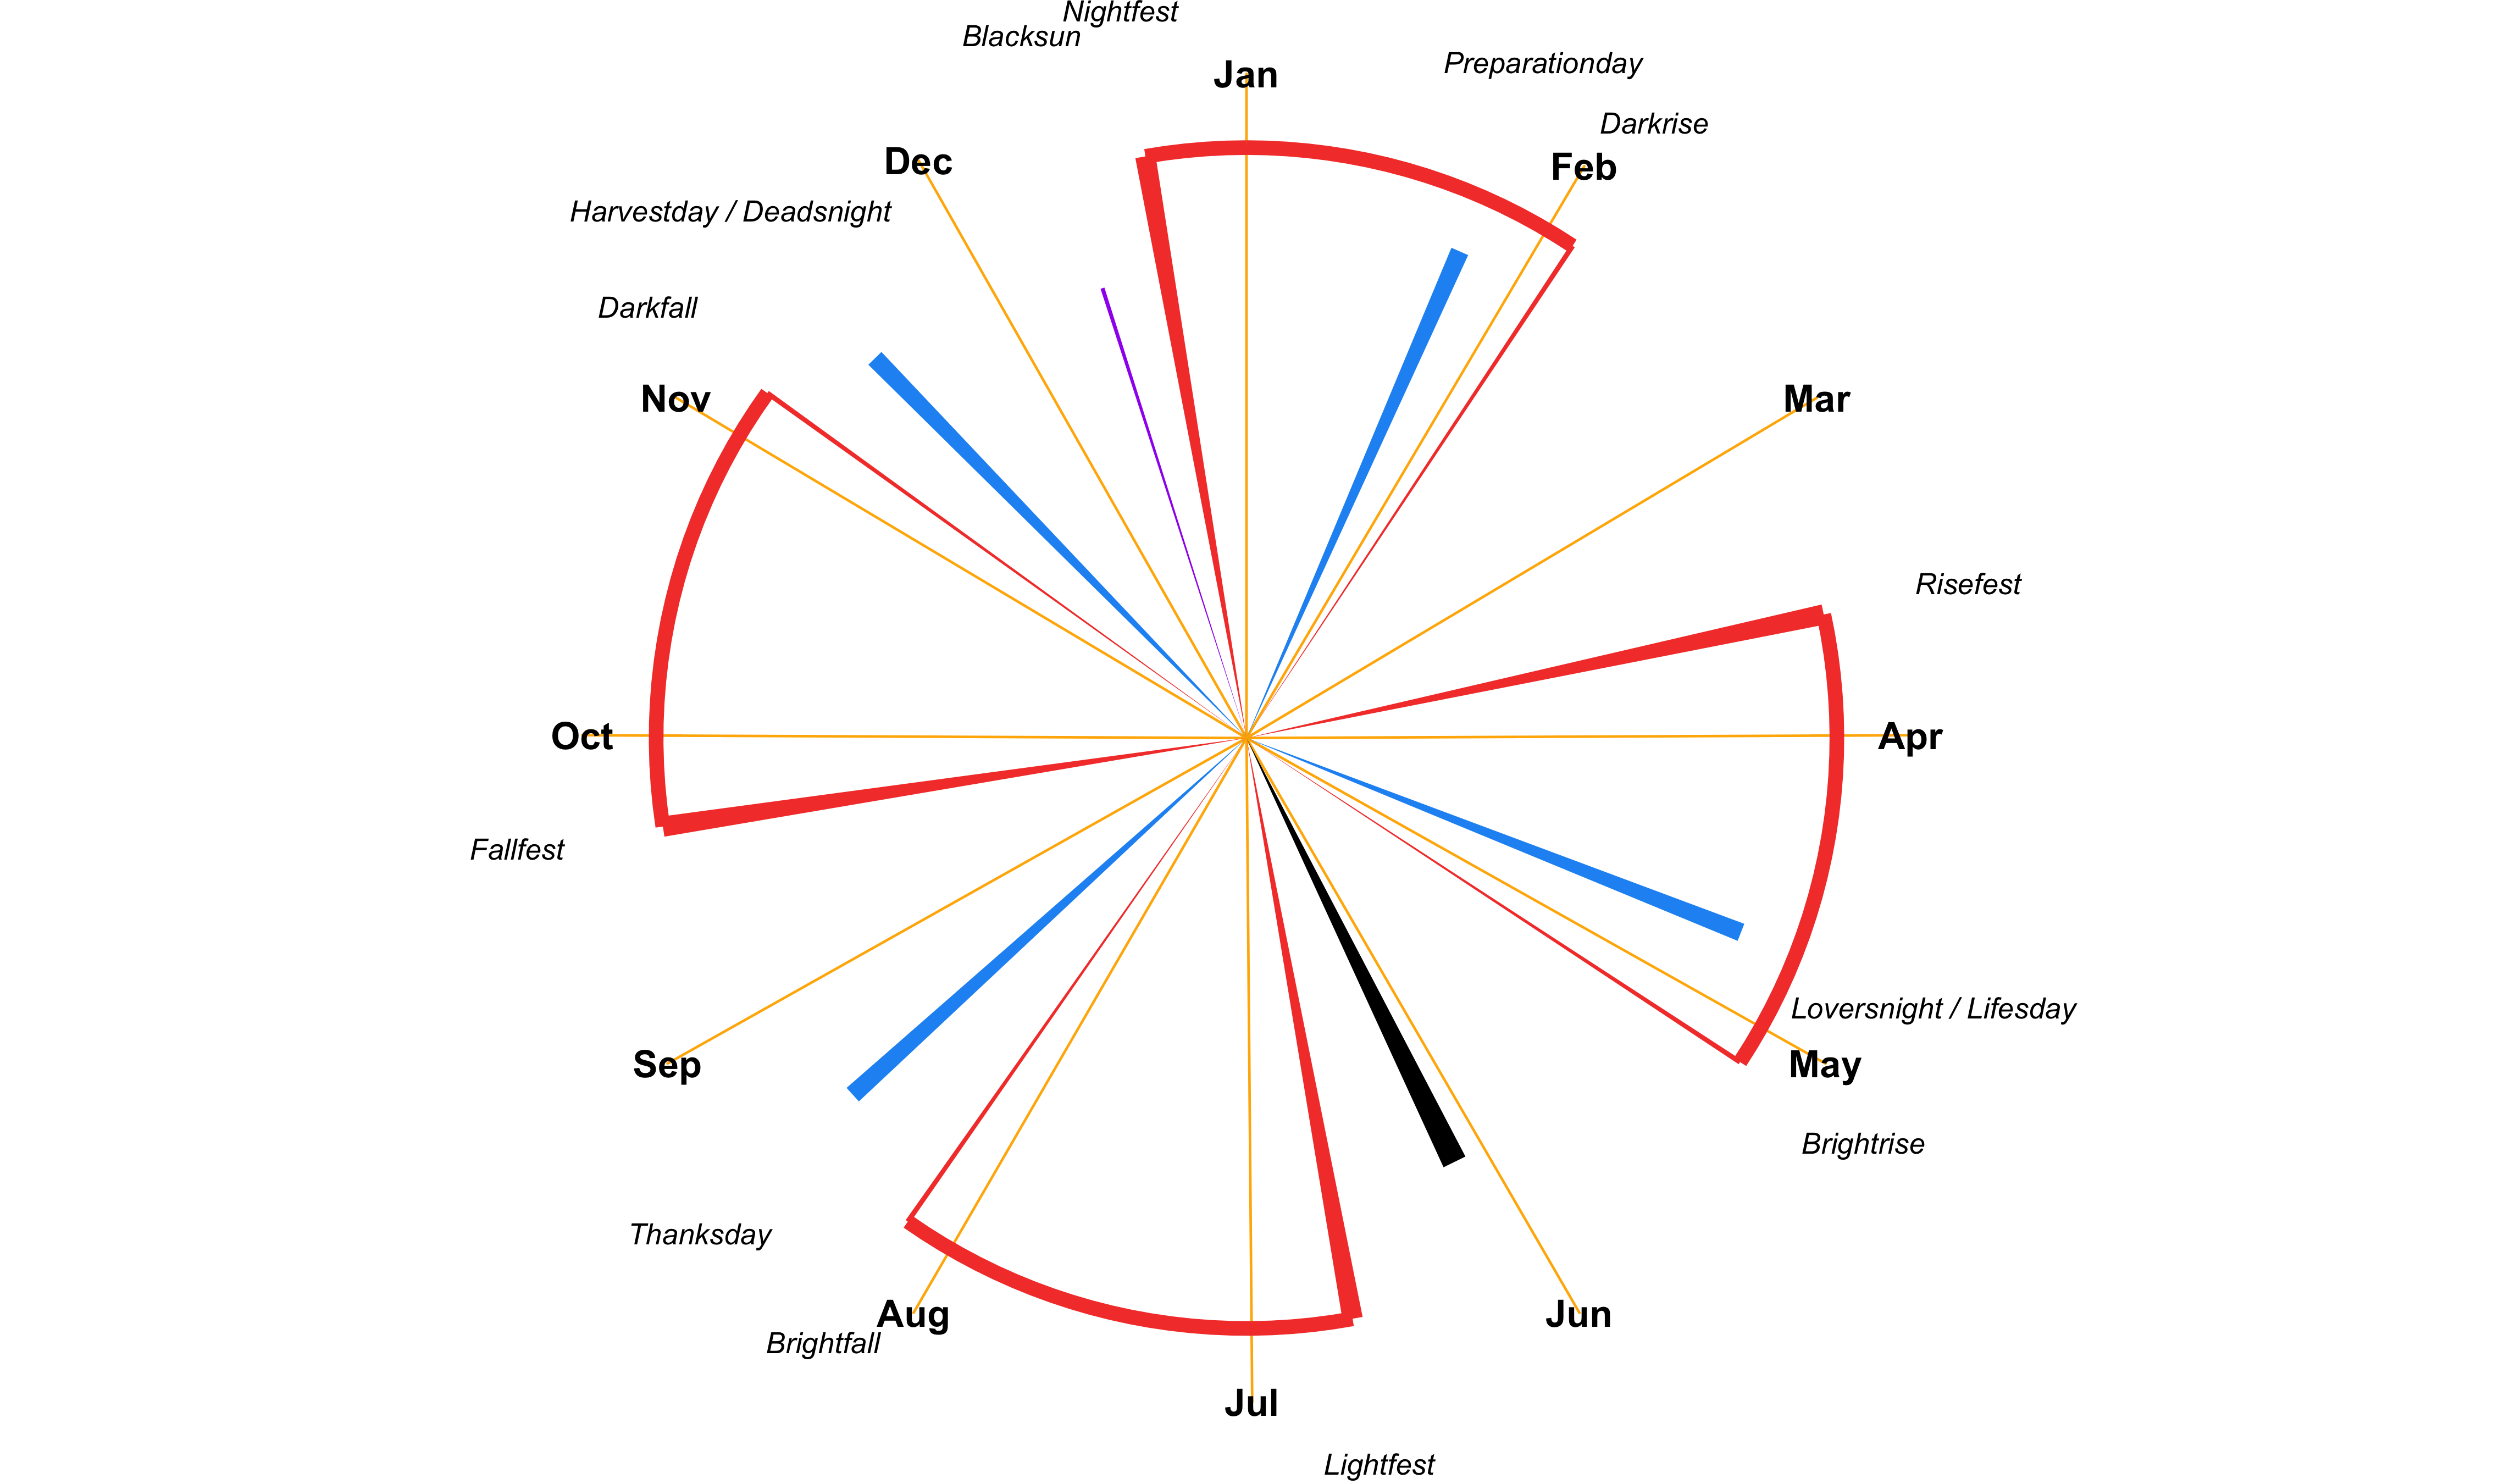 Nightfest
Blacksun
Jan
Preparationday
Darkrise
Dec
Feb
Harvestday / Deadsnight
Darkfall
Nov
Mar
Risefest
Oct
Apr
Fallfest
Loversnight / Lifesday
Sep
May
Brightrise
Thanksday
Aug
Jun
Brightfall
Jul
Lightfest